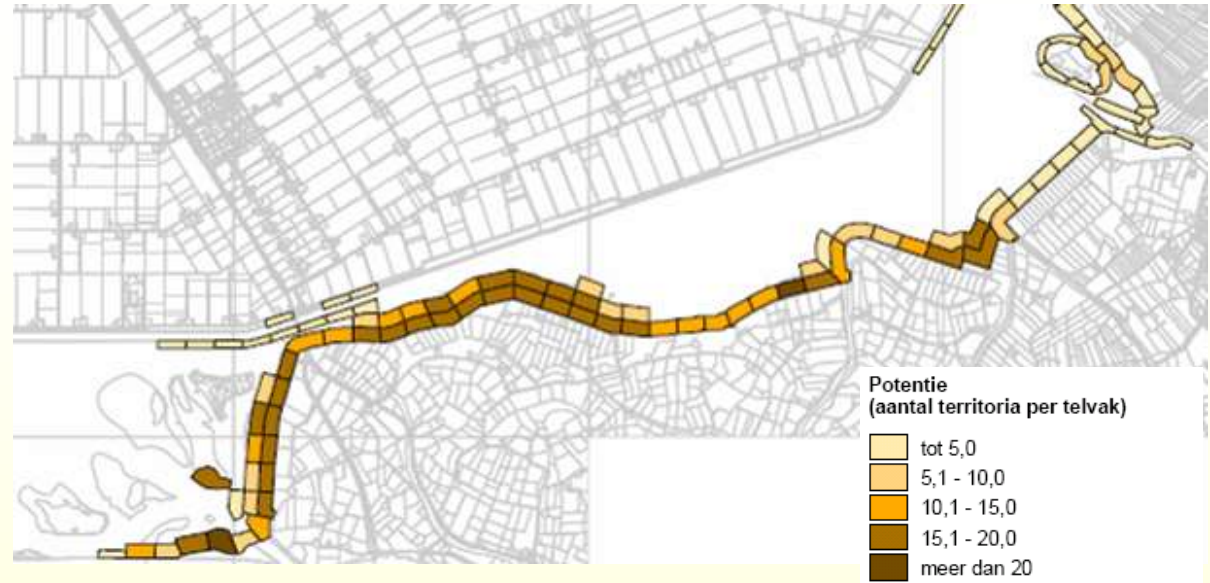 Potentie
(aantal territoria per telvak)
tot 5,0
5,1 - 10,0
10,1 - 15,0
15,1 - 20,0
meer dan 20